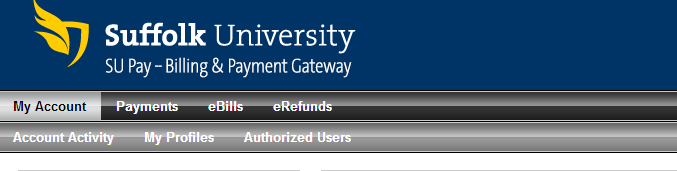 Suffolk University
SU Pay – Billing & Payment Gateway
My Account Payments eBills eRefunds
Account Activity My Profiles Authorized Users